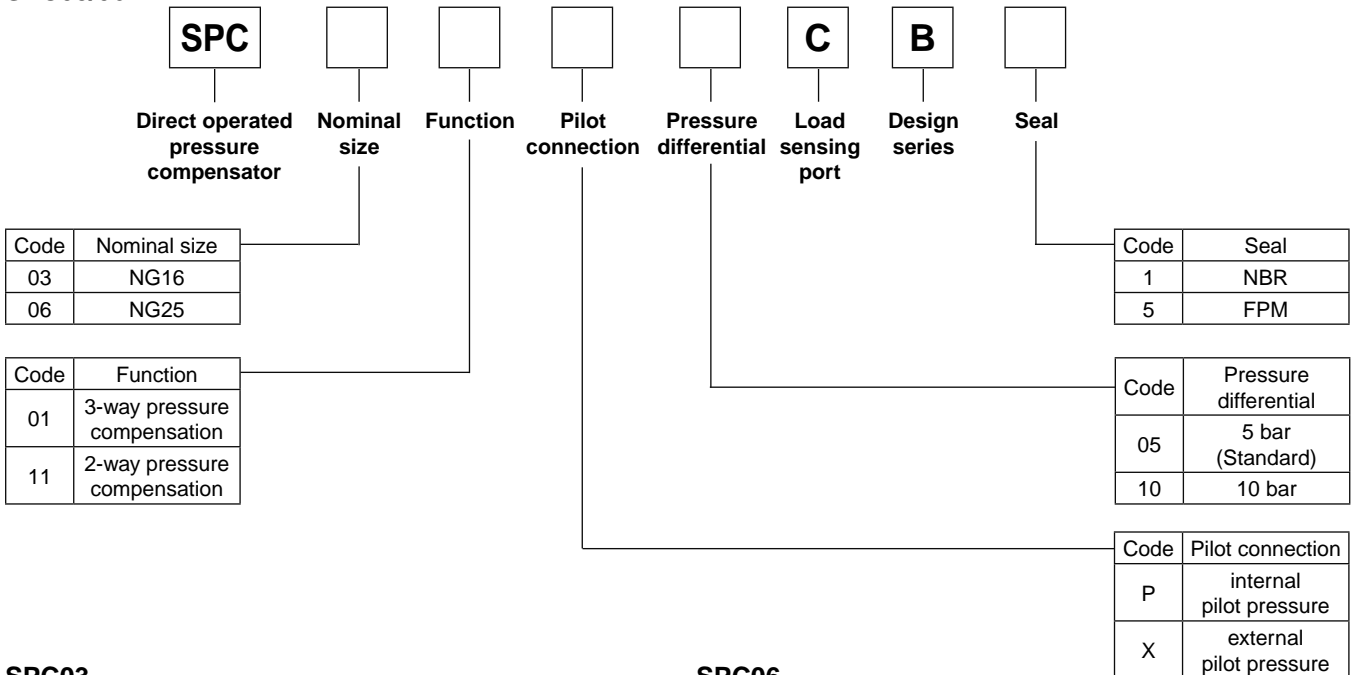 SPC
C
B
Direct operated
pressure
compensator
Nominal
size
Function
Pilot
connection
Pressure
differential
Load
sensing
port
Design
series
Seal
Code Nominal size
03 NG16
06 NG25
Code Function
01 3-way pressure
compensation
11 2-way pressure
compensation
Code Seal
1 NBR
5 FPM
Code Pressure
differential
05 5 bar
(Standard)
10 10 bar
Code Pilot connection
P internal
pilot pressure
X external
pilot pressure
SPC03
SPC06